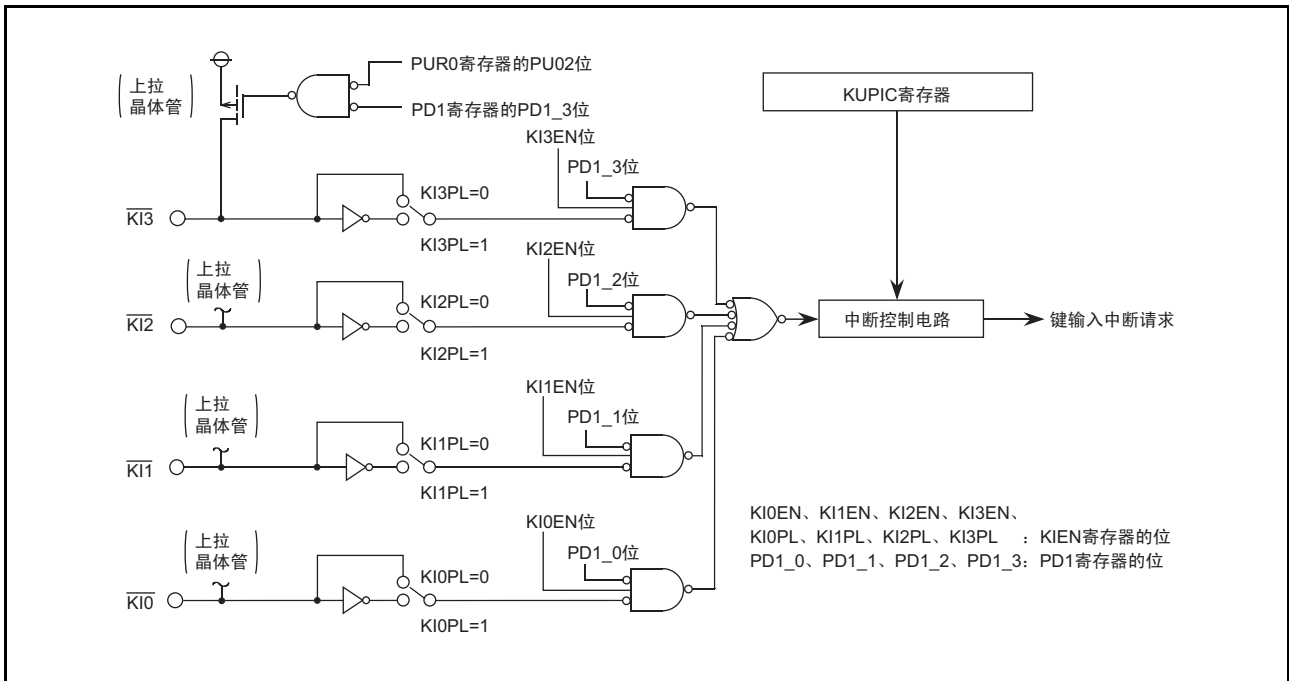 PUR0寄存器的PU02位
上拉
晶体管
PD1寄存器的PD1_3位
KUPIC寄存器
KI3EN位
PD1_3位
KI3PL=0
KI3
KI3PL=1
上拉
晶体管
KI2EN位
PD1_2位
KI2PL=0
KI2
KI2PL=1
中断控制电路
键输入中断请求
上拉
晶体管
KI1EN位
PD1_1位
KI1PL=0
KI1
KI1PL=1
上拉
晶体管
KI0EN位
PD1_0位
KI0PL=0
KI0
KI0PL=1
KI0EN、KI1EN、KI2EN、KI3EN、
KI0PL、KI1PL、KI2PL、KI3PL ：KIEN寄存器的位
PD1_0、PD1_1、PD1_2、PD1_3：PD1寄存器的位